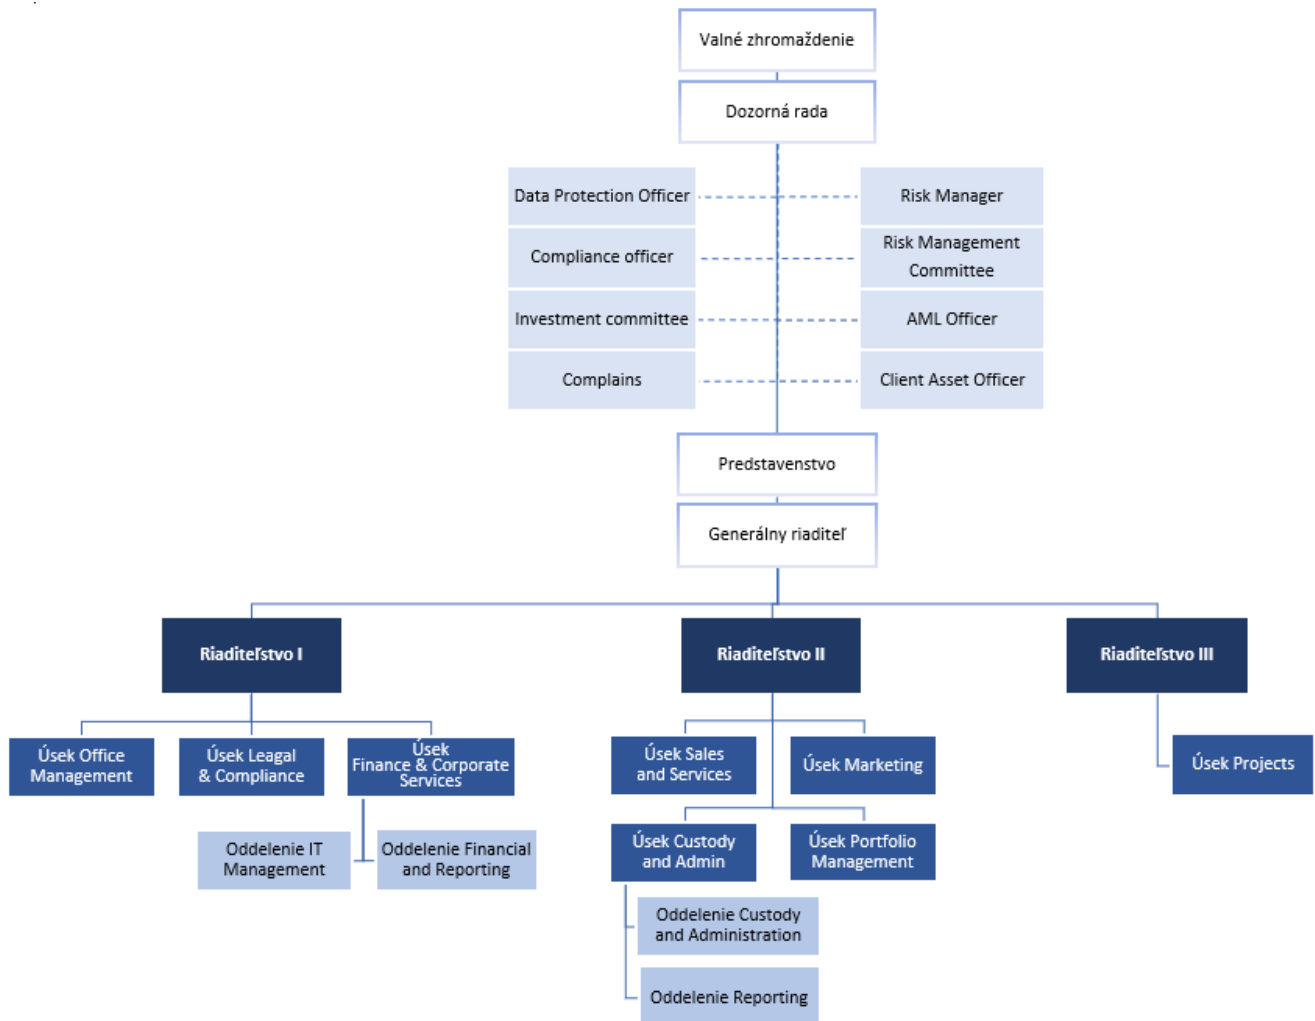 Valné zhromaždenie
Dozorná rada
Data Protection Officer
Risk Manager
Compliance officer
Risk Management
Committee
Investment committee
AML Officer
Complains
Client Asset Officer
Predstavenstvo
Generálny riaditeľ
Riaditeľstvo I
Riaditeľstvo II
Riaditeľstvo III
Úsek Office
Management
Úsek Leagal
& Compliance
Úsek
Finance & Corporate
Services
Úsek Sales
and Services
Úsek Marketing
Úsek Projects
Oddelenie IT
Management
Oddelenie Financial
and Reporting
Úsek Custody
and Admin
Úsek Portfolio
Management
Oddelenie Custody
and Administration
Oddelenie Reporting